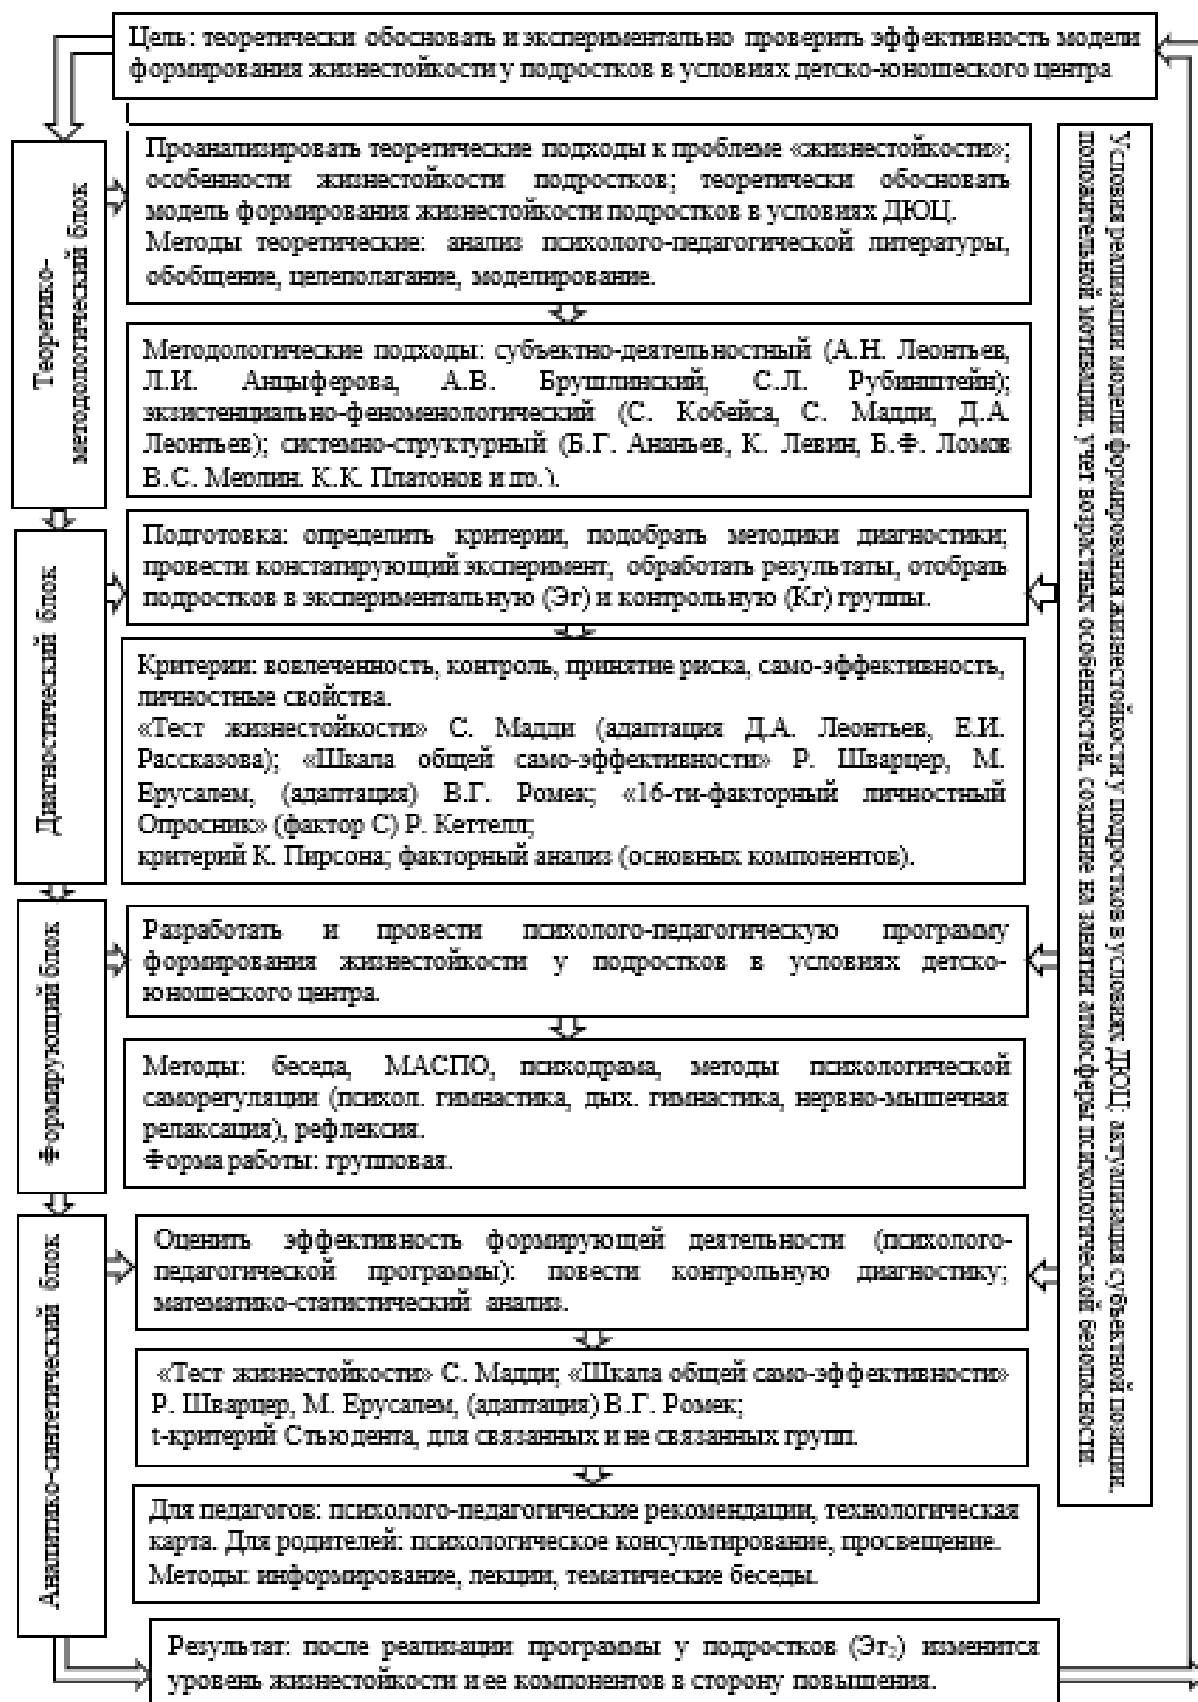 Цель: теоретически обосновать и экспериментально проверить эффективность модели
формирования жизнестойкости у подростков в условиях детско-юношеского центра
Теоретико-
методологический блок
Проанализировать теоретические подходы к проблеме «жизнестойкости»;
особенности жизнестойкости подростков; теоретически обосновать
модель формирования жизнестойкости подростков в условиях ДЮЦ.
Методы теоретические: анализ психолого-педагогической литературы,
обобщение, целеполагание, моделирование.
Методологические подходы: субъектно-деятельностный (А.Н. Леонтьев,
Л.И. Анцыферова, А.В. Брушлинский, С.Л. Рубинштейн);
экзистенциально-феноменологический (С. Кобейса, С. Мадди, Д.А
Леонтьев); системно-структурный (Б.Г. Ананьев, К. Левин, Б.Ф. Ломов
В.С. Мерлин, К.К. Платонов и др.).
Диагностический блок
Подготовка: определить критерии, подобрать методики диагностики;
провести констатирующий эксперимент, обработать результаты, отобрать
подростков в экспериментальную (Эг) и контрольную (Кг) группы.
Критерии: вовлеченность, контроль, принятие риска, само-эффективность,
личностные свойства.
«Тест жизнестойкости» С. Мадди (адаптация Д.А. Леонтьев, Е.И.
Рассказова); «Шкала общей само-эффективности» Р. Шварцер, М.
Ерусалем, (адаптация) В.Г. Ромек; «16-ти-факторный личностный
Опросник» (фактор С) Р. Кеттелл;
критерий К. Пирсона; факторный анализ (основных компонентов).
Формирующий блок
Разработать и провести психолого-педагогическую программу
формирования жизнестойкости у подростков в условиях детско-
юношеского центра.
Методы: беседа, МАСПО, психодрама, методы психологической
саморегуляции (психол. гимнастика, дых. гимнастика, нервно-мышечная
релаксация), рефлексия.
Форма работы: групповая.
Аналитико-синтетический блок
Оценить эффективность формирующей деятельности (психолого-
педагогической программы): повести контрольную диагностику;
математико-статистический анализ.
«Тест жизнестойкости» С. Мадди; «Шкала общей само-эффективности»
Р. Шварцер, М. Ерусалем, (адаптация) В.Г. Ромек;
t-критерий Стьюдента, для связанных и не связанных групп.
Для педагогов: психолого-педагогические рекомендации, технологическая
карта. Для родителей: психологическое консультирование, просвещение.
Методы: информирование, лекции, тематические беседы.
Результат: после реализации программы у подростков (Эг₂) изменится
уровень жизнестойкости и ее компонентов в сторону повышения.
Условия реализации модели формирования жизнестойкости у подростков в условиях ДЮЦ: актуализация субъектной позиции,
положительной мотивации, учет возрастных особенностей, создание на занятии атмосферы психологической безопасности.